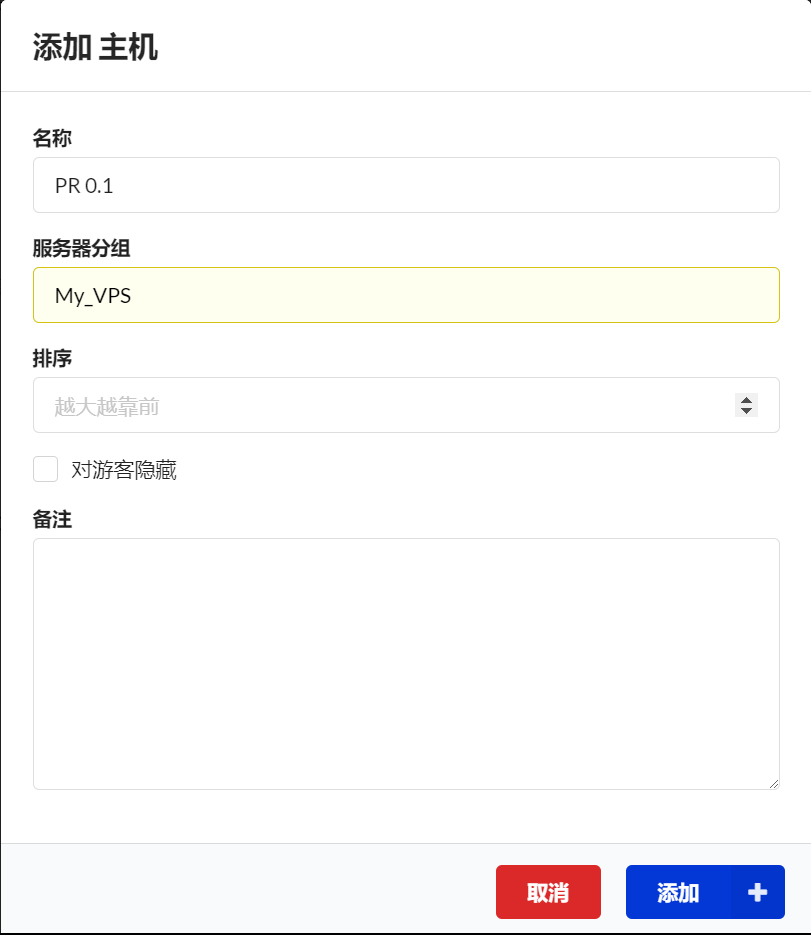 添加 主机
名称
PR 0.1
服务器分组
My_VPS
排序
越大越靠前
对游客隐藏
备注
取消
添加